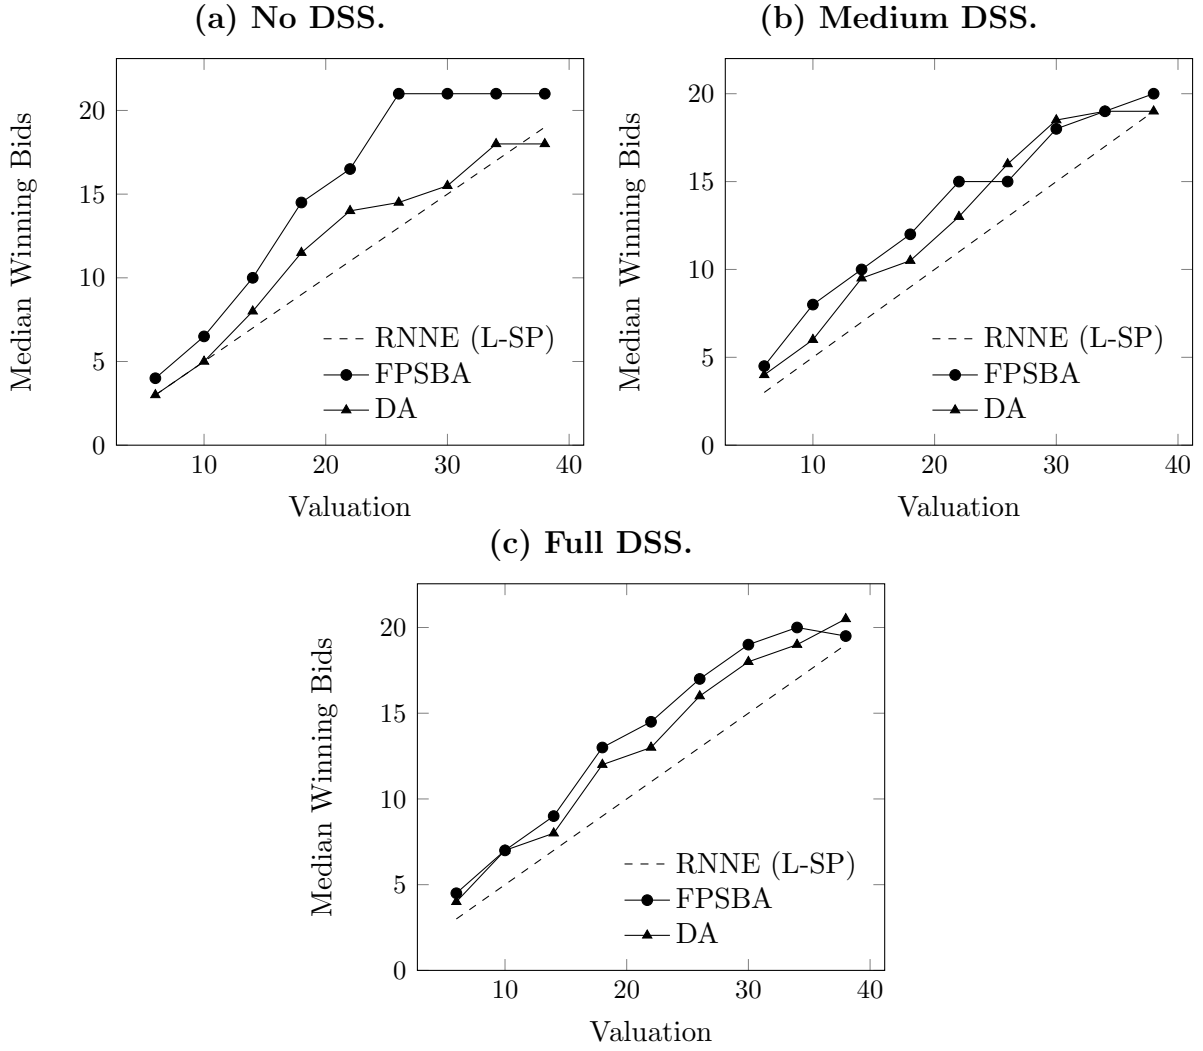 (a) No DSS.
Median Winning Bids
20
15
10
5
0
10 20 30 40
Valuation
RNNE (L-SP)
FPSBA
DA
(b) Medium DSS.
Median Winning Bids
20
15
10
5
0
10 20 30 40
Valuation
RNNE (L-SP)
FPSBA
DA
(c) Full DSS.
Median Winning Bids
20
15
10
5
0
10 20 30 40
Valuation
RNNE (L-SP)
FPSBA
DA